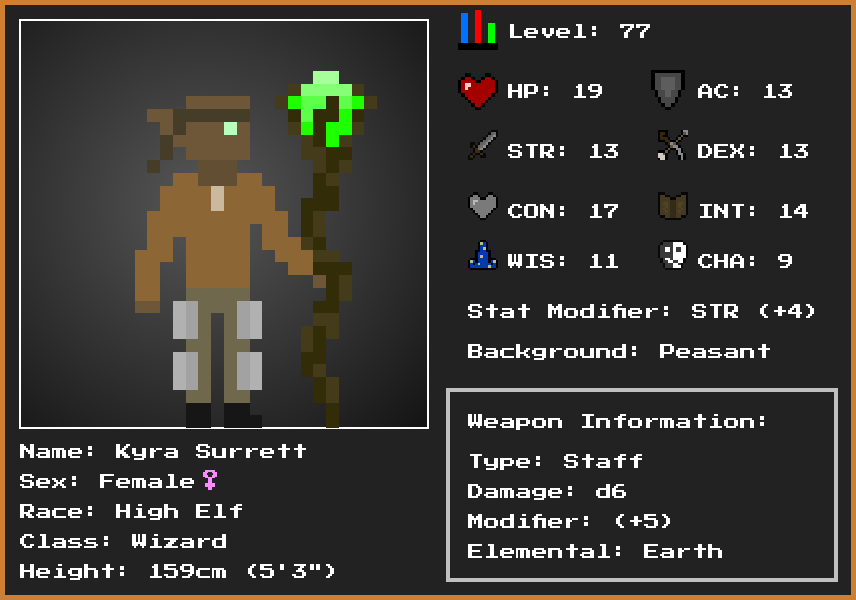 Level: 77
HP: 19 AC: 13
STR: 13 DEX: 13
CON: 17 INT: 14
WIS: 11 CHA: 9
Stat Modifier: STR (+4)
Background: Peasant
Weapon Information:
Type: Staff
Damage: d6
Modifier: (+5)
Elemental: Earth
Name: Kyra Surrett
Sex: Female♀
Race: High Elf
Class: Wizard
Height: 159cm (5'3")